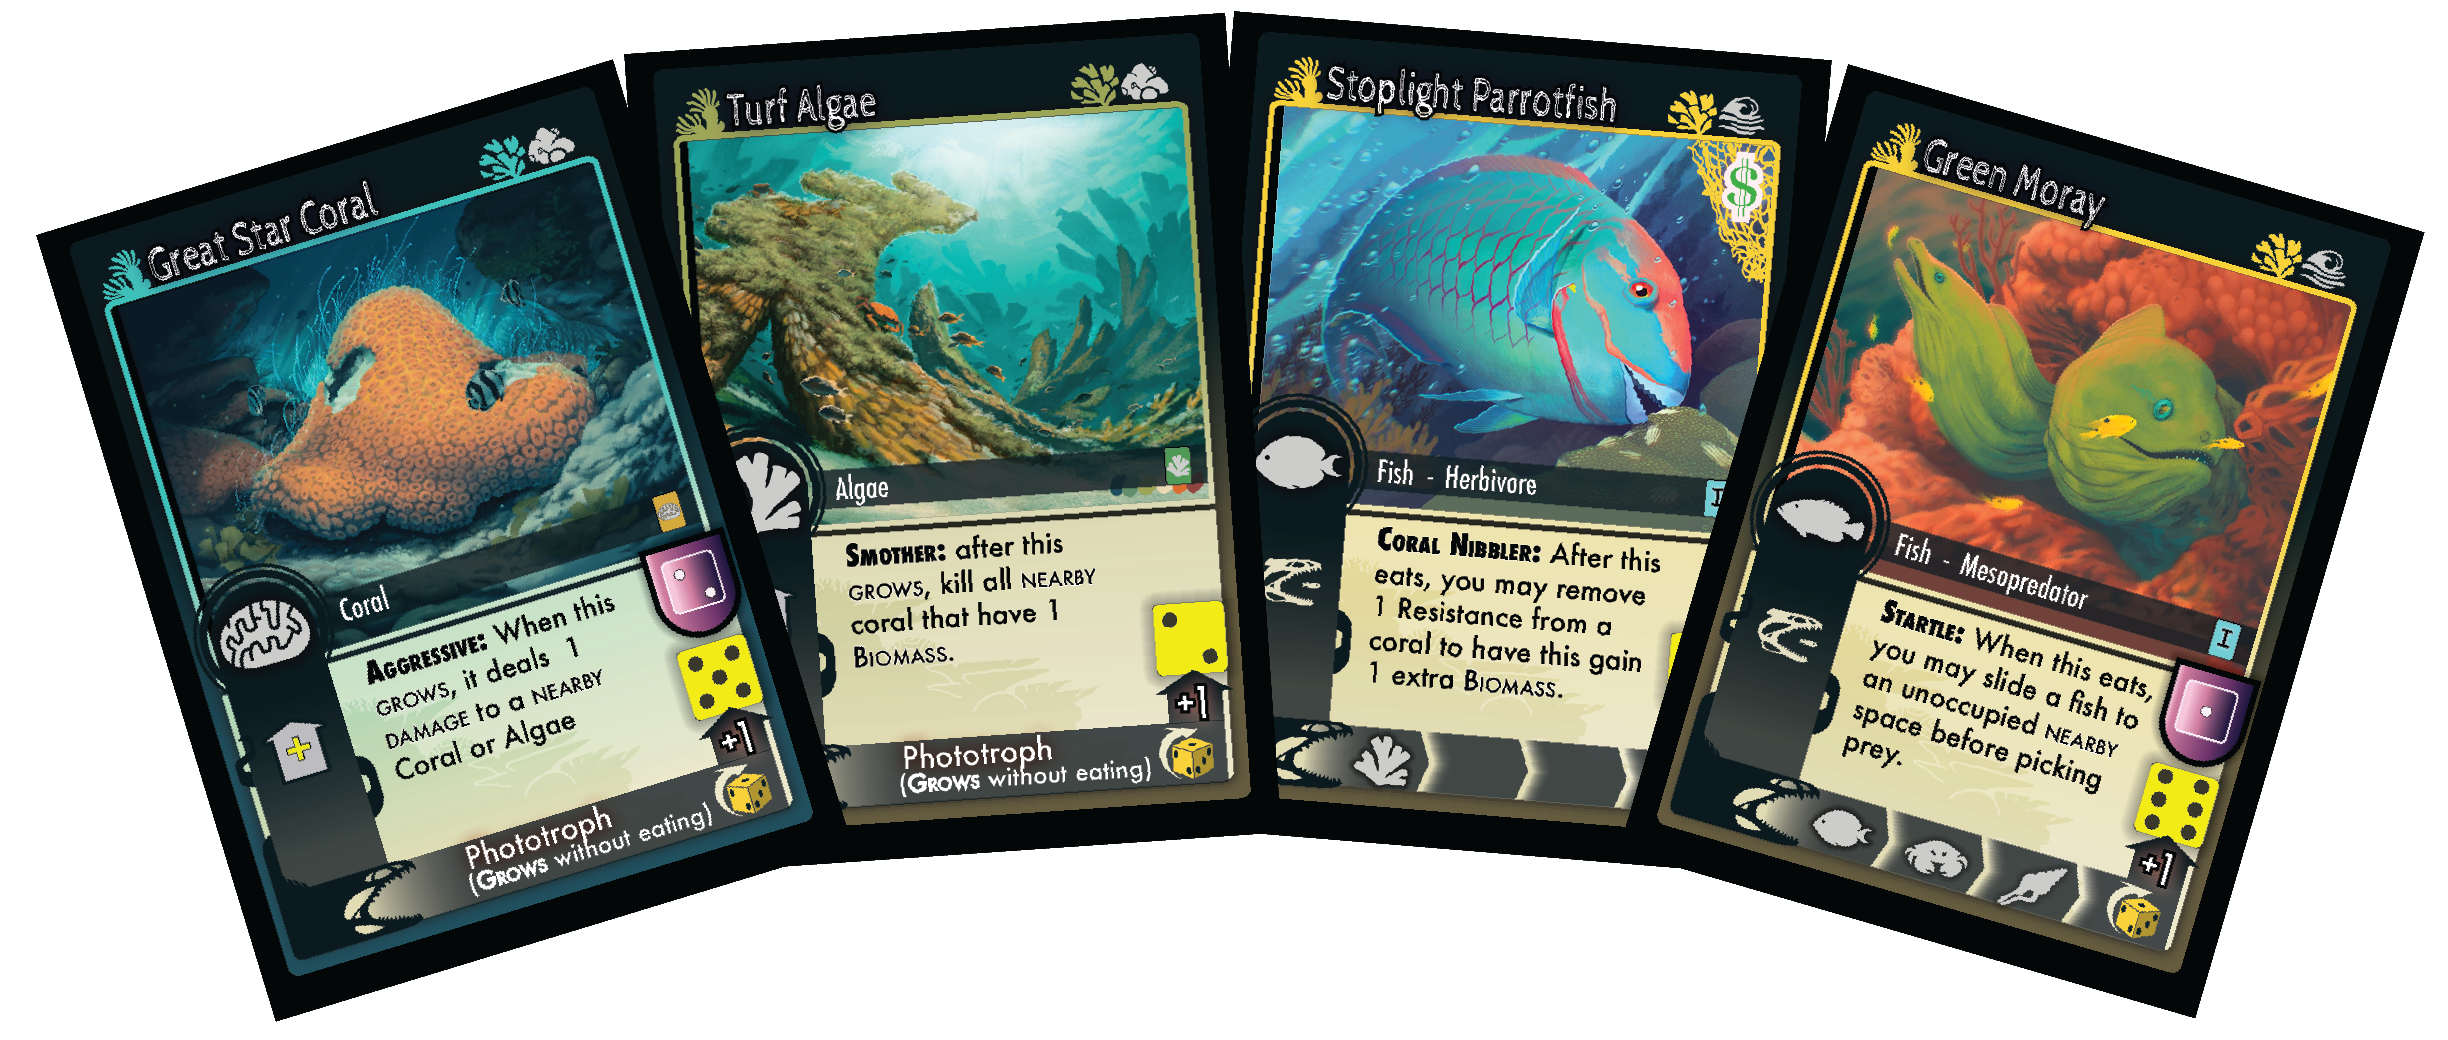 Great Star Coral
Coral
AGGRESSIVE: When this
GROWS, it deals 1
DAMAGE to a NEARBY
Coral or Algae
+1
Phototroph
(GROWS without eating)
Turf Algae
Algae
SMOTHER: after this
GROWS, kill all NEARBY
coral that have 1
BIOMASS.
+1
Phototroph
(GROWS without eating)
Stoplight Parrotfish
$
Fish - Herbivore
I
CORAL NIBBLER: After this
eats, you may remove
1 Resistance from a
coral to have this gain
1 extra BIOMASS.
Green Moray
Fish - Mesopredator
I
STARTLE: When this eats,
you may slide a fish to
an unoccupied NEARBY
space before picking
prey.
+1